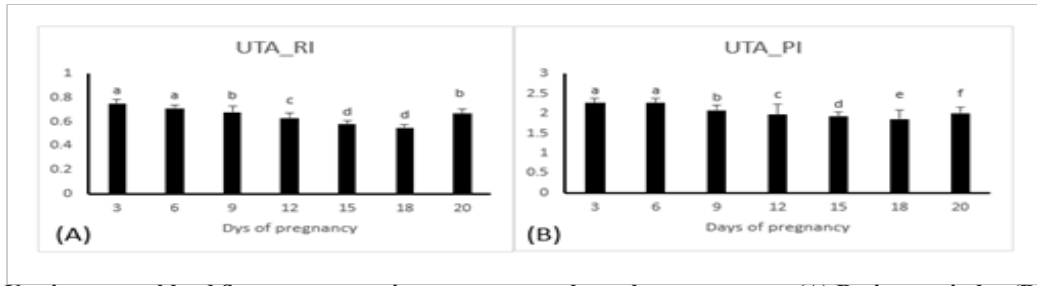 UTA_RI
1
0.8
0.6
0.4
0.2
0
a a b c d d b
3 6 9 12 15 18 20
Dys of pregnancy
(A)
UTA_PI
3
2.5
2
1.5
1
0.5
0
a a b c d e f
3 6 9 12 15 18 20
Days of pregnancy
(B)